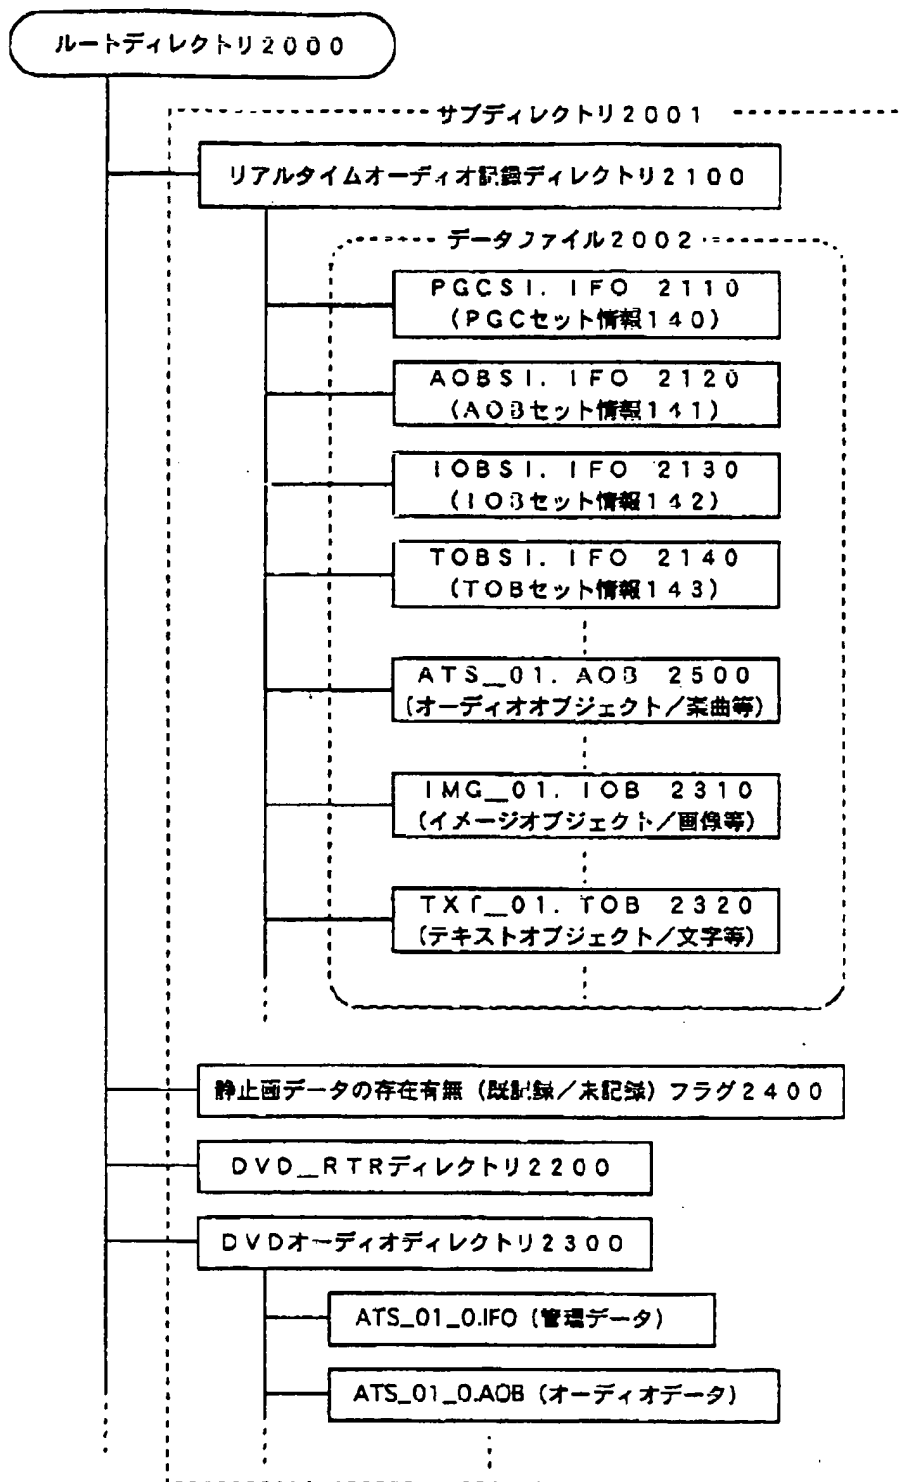 ルートディレクトリ2000
サブディレクトリ2001
リアルタイムオーディオ記録ディレクトリ2100
データファイル2002
PGCSI.IFO 2110
(PGCセット情報140)
AOBSI.IFO 2120
(AOBセット情報141)
IOBSI.IFO 2130
(IOBセット情報142)
TOBSI.IFO 2140
(TOBセット情報143)
ATS_01.AOB 2500
(オーディオオブジェクト/楽曲等)
IMG_01.IOB 2310
(イメージオブジェクト/画像等)
TXT_01.TOB 2320
(テキストオブジェクト/文字等)
静止画データの存在有無(既記録/未記録)フラグ2400
DVD_RTRディレクトリ2200
DVDオーディオディレクトリ2300
ATS_01_0.IFO(管理データ)
ATS_01_0.AOB(オーディオデータ)